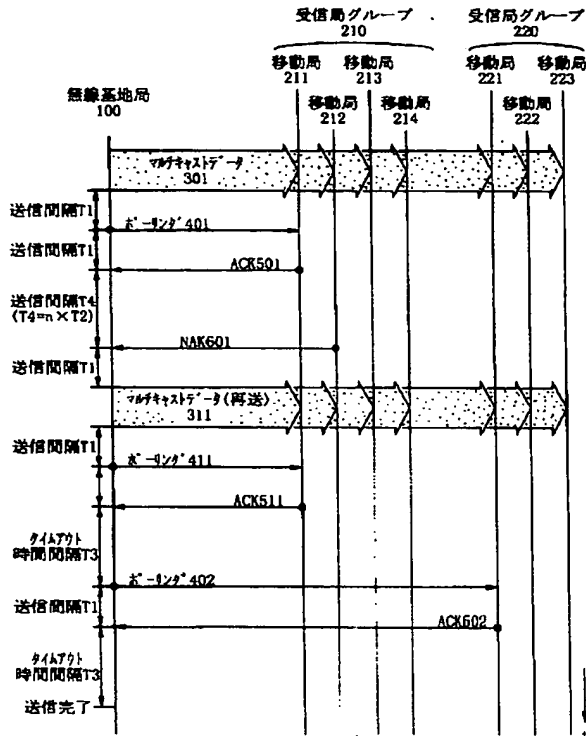 受信局グループ
210
受信局グループ
220
移動局
211
移動局
213
移動局
221
移動局
223
無線基地局
100
移動局
212
移動局
214
移動局
222
マルチキャストデータ
301
送信間隔T1
ポーリング401
送信間隔T1
ACK501
送信間隔T4
(T4=n×T2)
NAK601
送信間隔T1
マルチキャストデータ(再送)
311
送信間隔T1
ポーリング411
ACK511
タイムアウト
時間間隔T3
ポーリング402
送信間隔T1
ACK602
タイムアウト
時間間隔T3
送信完了